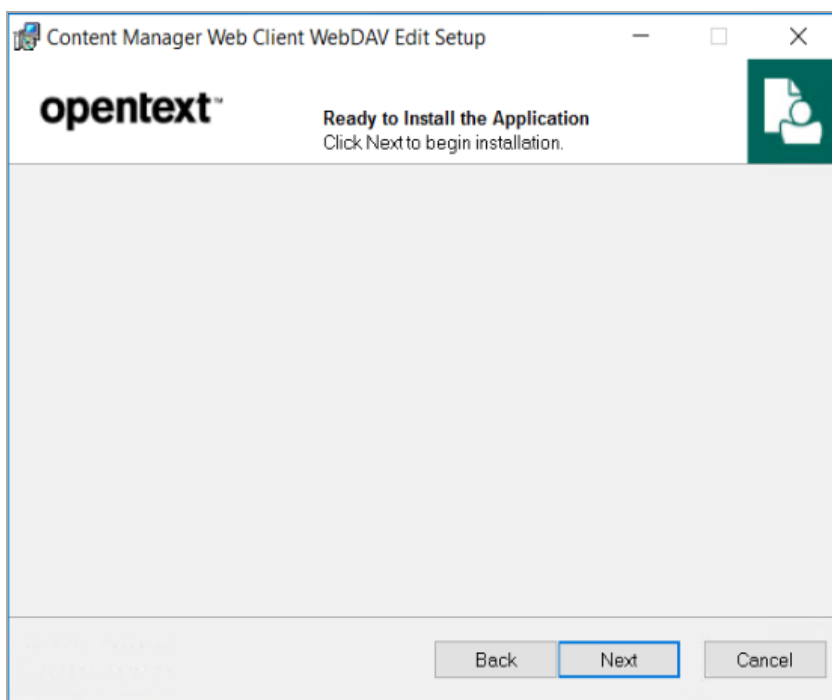 Content Manager Web Client WebDAV Edit Setup
opentext™
Ready to Install the Application
Click Next to begin installation.
Back Next Cancel